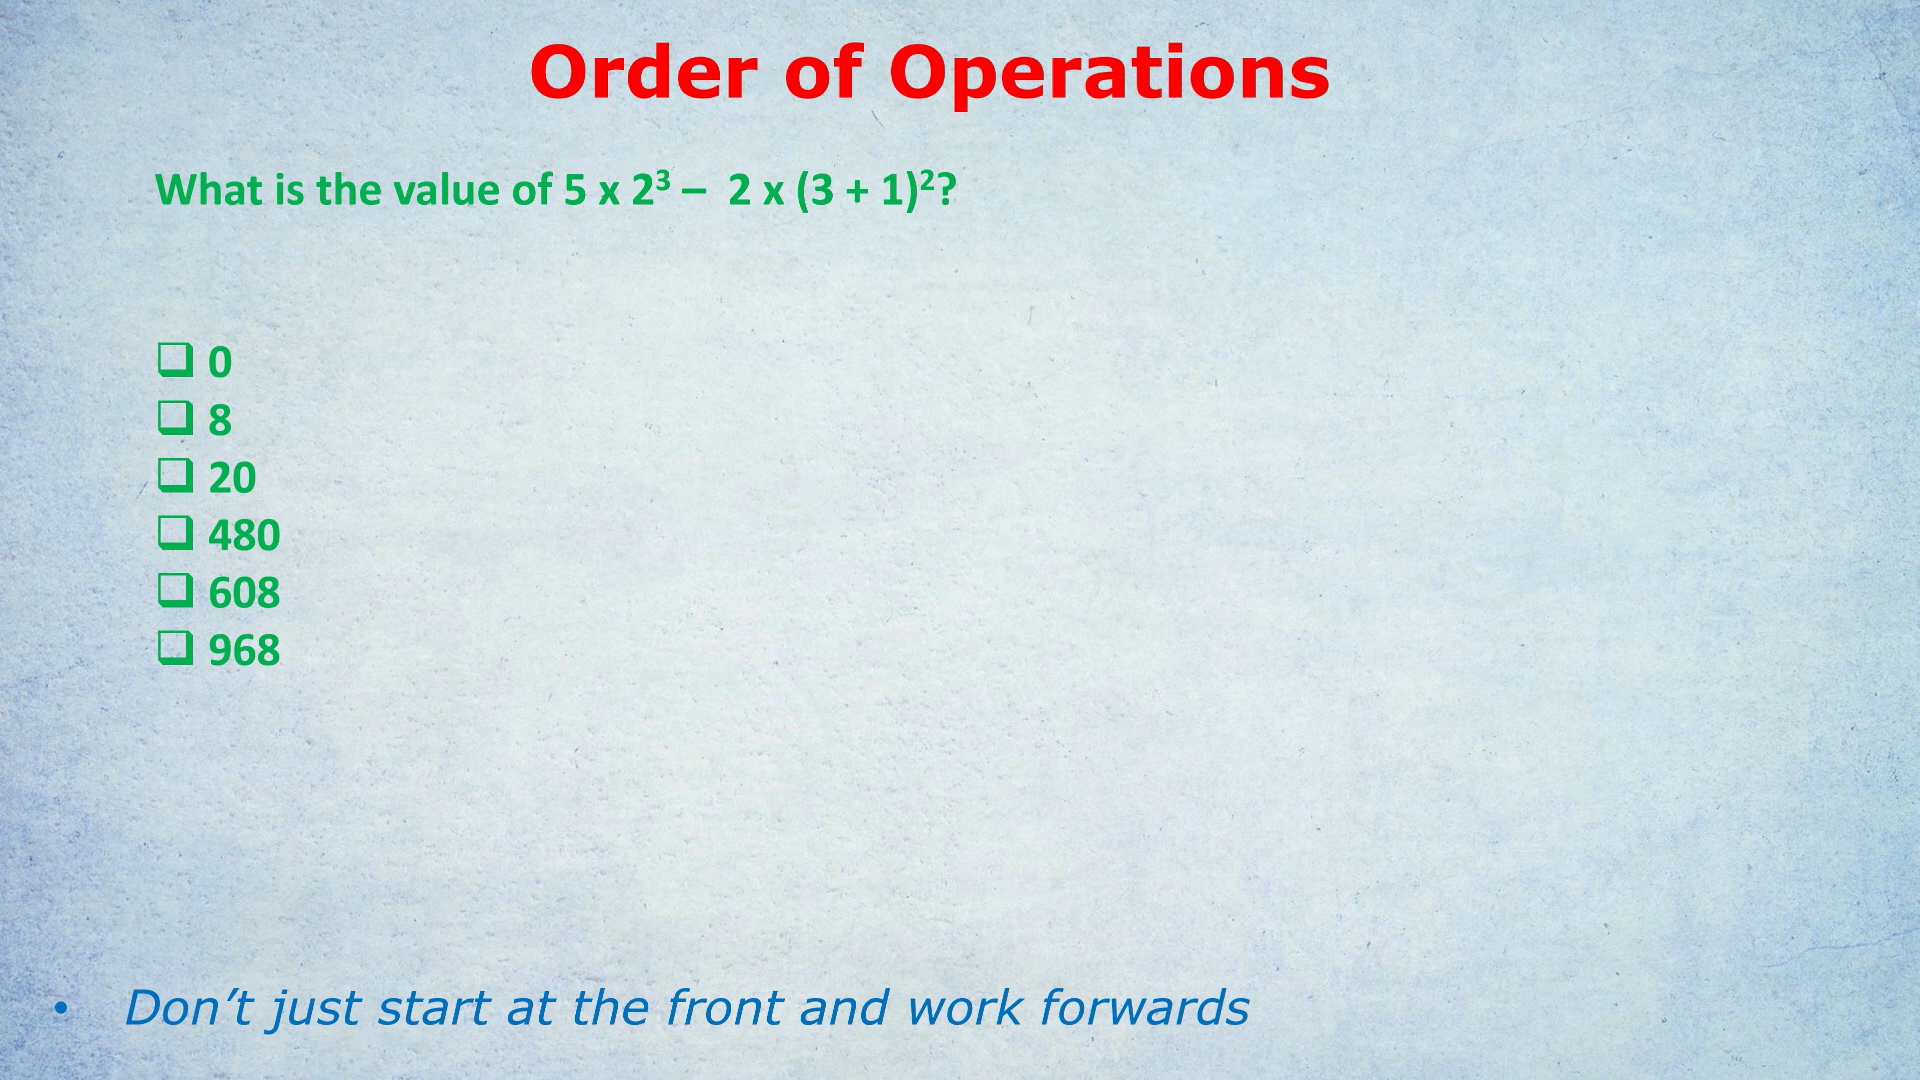 Order of Operations
What is the value of 5 x 2³ – 2 x (3 + 1)²?
❑ 0
❑ 8
❑ 20
❑ 480
❑ 608
❑ 968
• Don’t just start at the front and work forwards